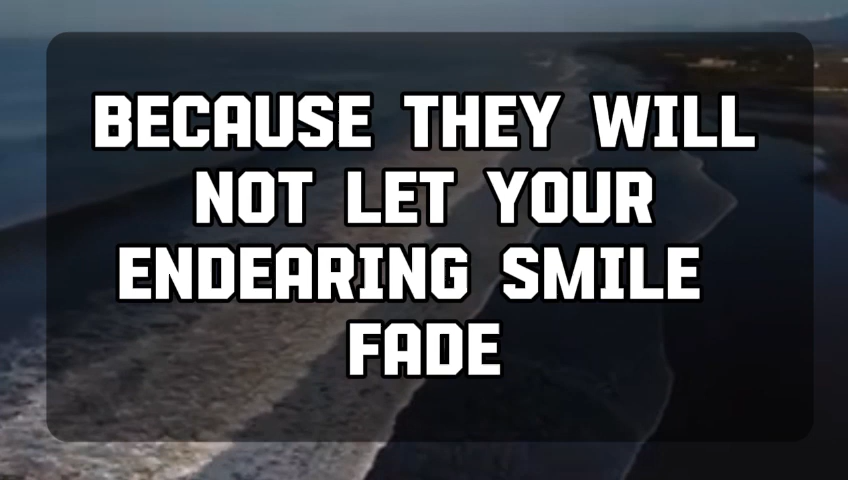 BECAUSE THEY WILL
NOT LET YOUR
ENDEARING SMILE
FADE